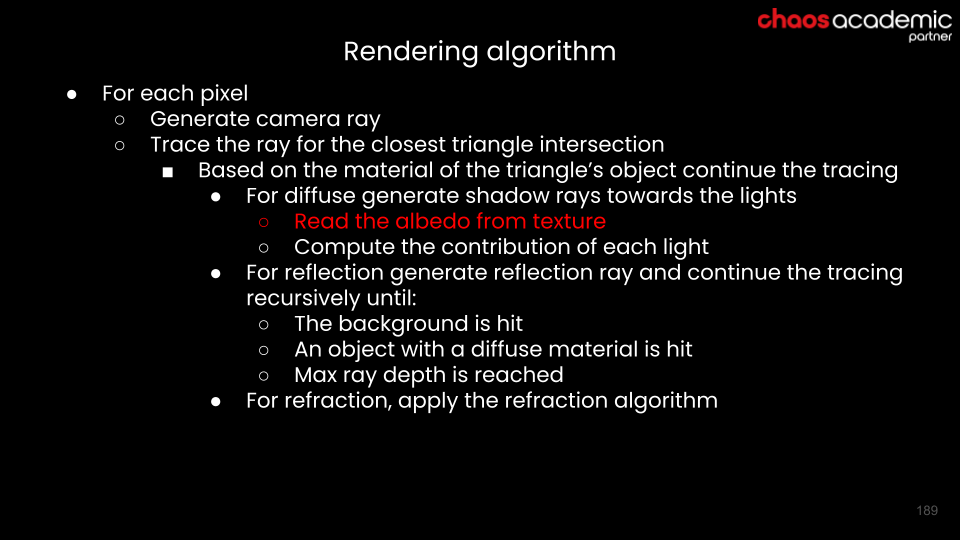 chaosacademic
partner
Rendering algorithm
● For each pixel
○ Generate camera ray
○ Trace the ray for the closest triangle intersection
■ Based on the material of the triangle’s object continue the tracing
● For diffuse generate shadow rays towards the lights
○ Read the albedo from texture
○ Compute the contribution of each light
● For reflection generate reflection ray and continue the tracing
recursively until:
○ The background is hit
○ An object with a diffuse material is hit
○ Max ray depth is reached
● For refraction, apply the refraction algorithm
189